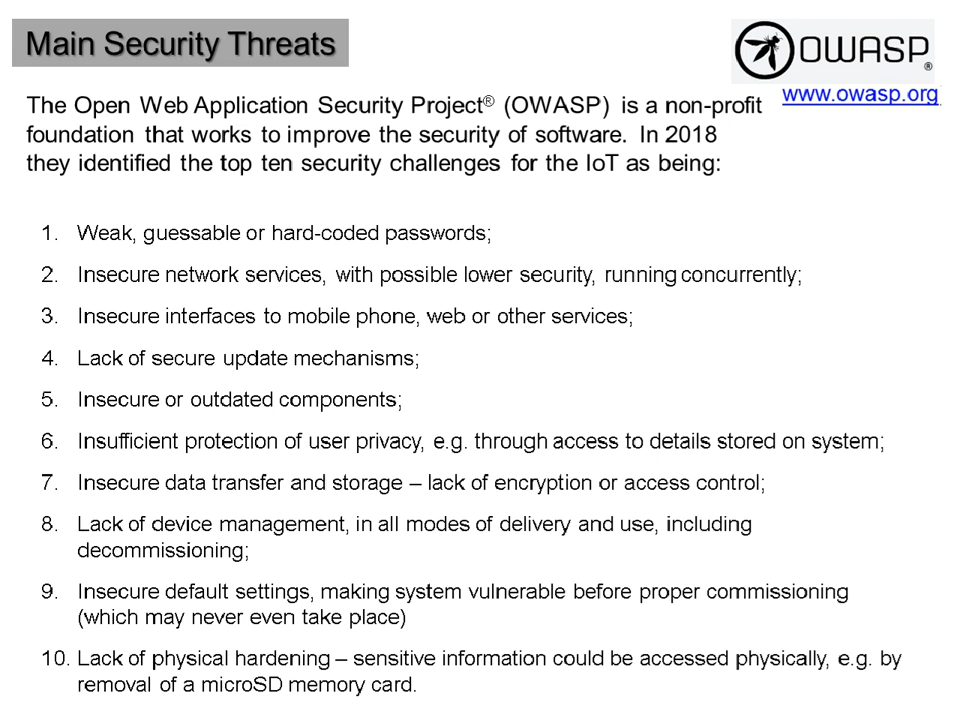 Main Security Threats
OWASP®
www.owasp.org
The Open Web Application Security Project® (OWASP) is a non-profit
foundation that works to improve the security of software. In 2018
they identified the top ten security challenges for the IoT as being:
1. Weak, guessable or hard-coded passwords;
2. Insecure network services, with possible lower security, running concurrently;
3. Insecure interfaces to mobile phone, web or other services;
4. Lack of secure update mechanisms;
5. Insecure or outdated components;
6. Insufficient protection of user privacy, e.g. through access to details stored on system;
7. Insecure data transfer and storage – lack of encryption or access control;
8. Lack of device management, in all modes of delivery and use, including
decommissioning;
9. Insecure default settings, making system vulnerable before proper commissioning
(which may never even take place)
10. Lack of physical hardening – sensitive information could be accessed physically, e.g. by
removal of a microSD memory card.